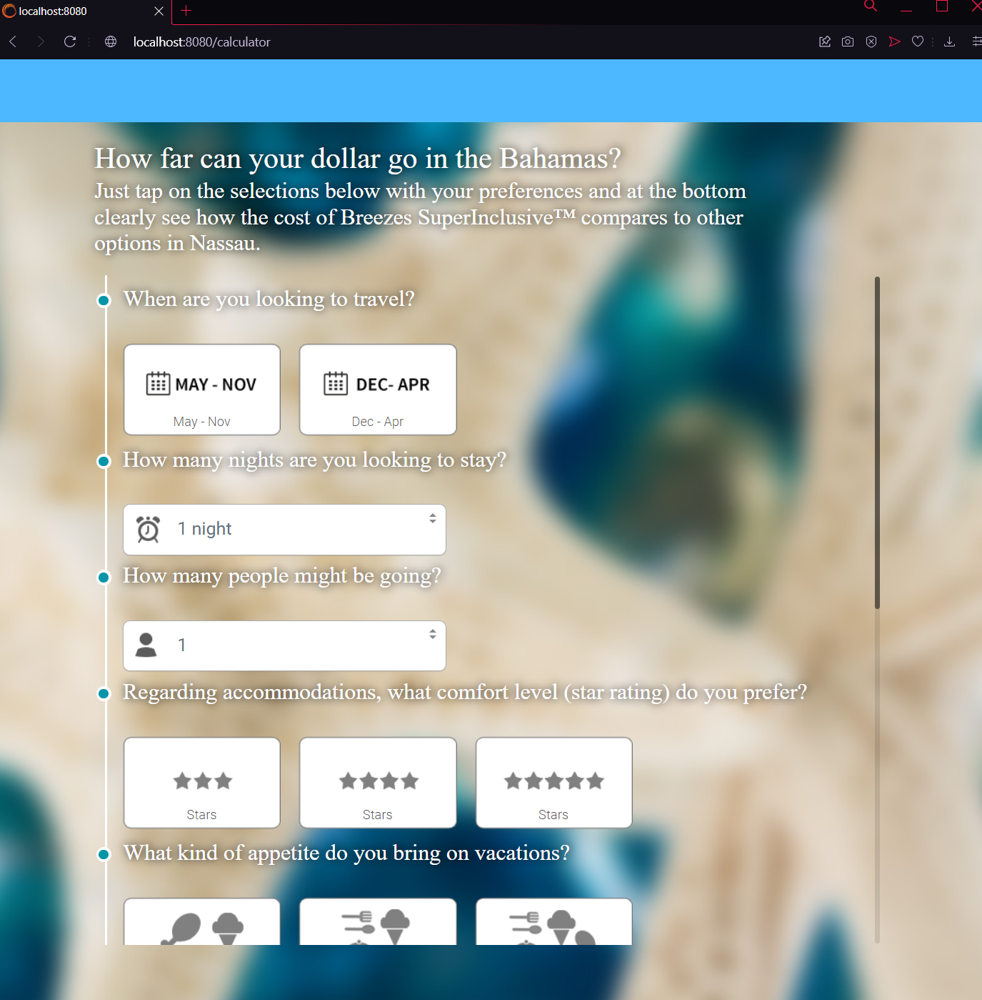 localhost:8080
localhost:8080/calculator
How far can your dollar go in the Bahamas?
Just tap on the selections below with your preferences and at the bottom
clearly see how the cost of Breezes SuperInclusive™ compares to other
options in Nassau.
When are you looking to travel?
MAY - NOV
May - Nov
DEC- APR
Dec - Apr
How many nights are you looking to stay?
1 night
How many people might be going?
1
Regarding accommodations, what comfort level (star rating) do you prefer?
Stars
Stars
Stars
What kind of appetite do you bring on vacations?